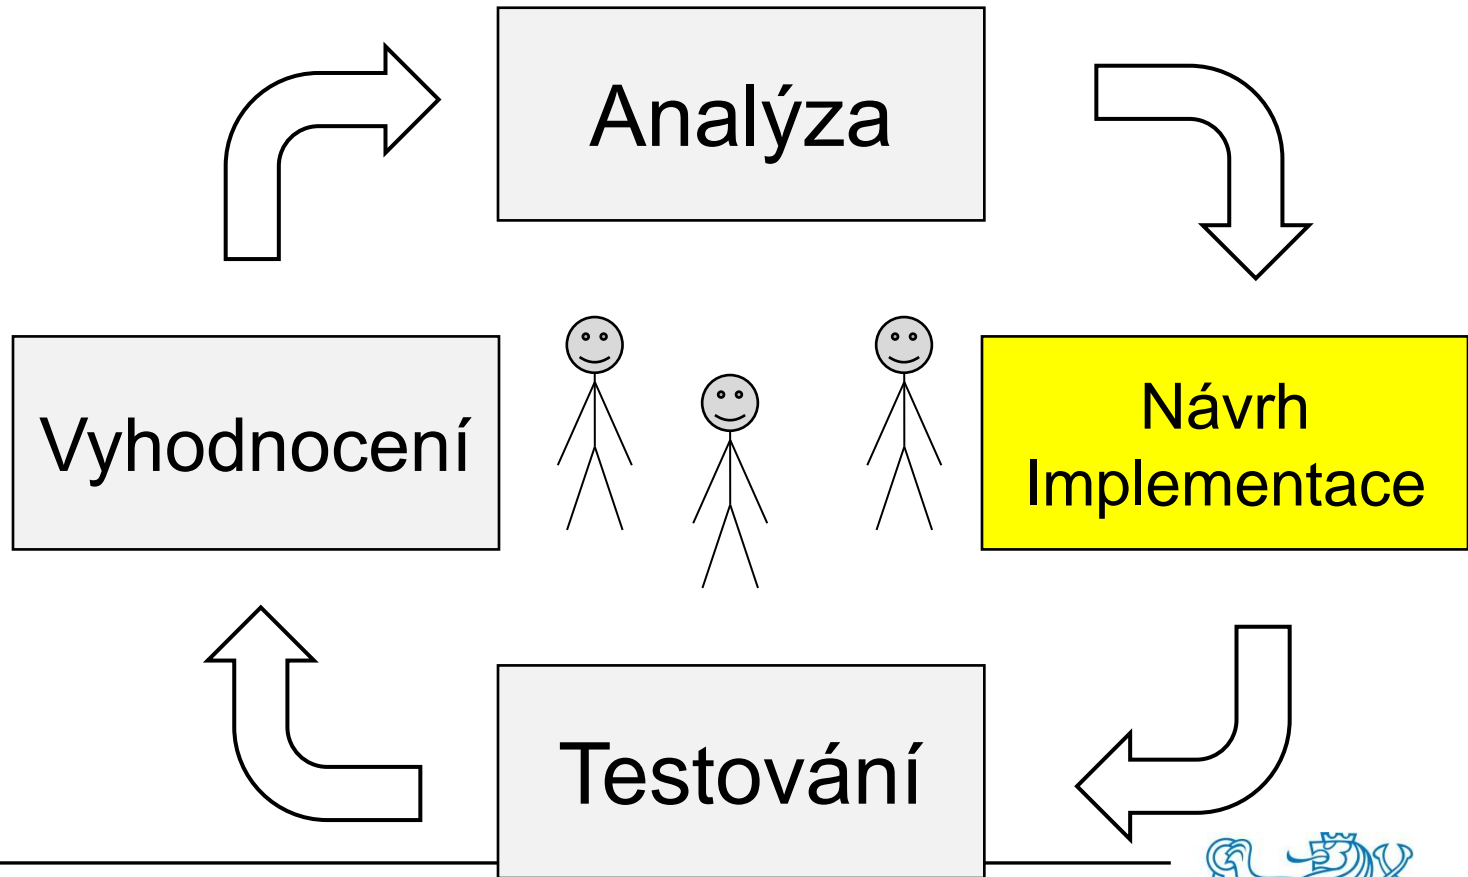 Analýza
Vyhodnocení
Návrh
Implementace
Testování